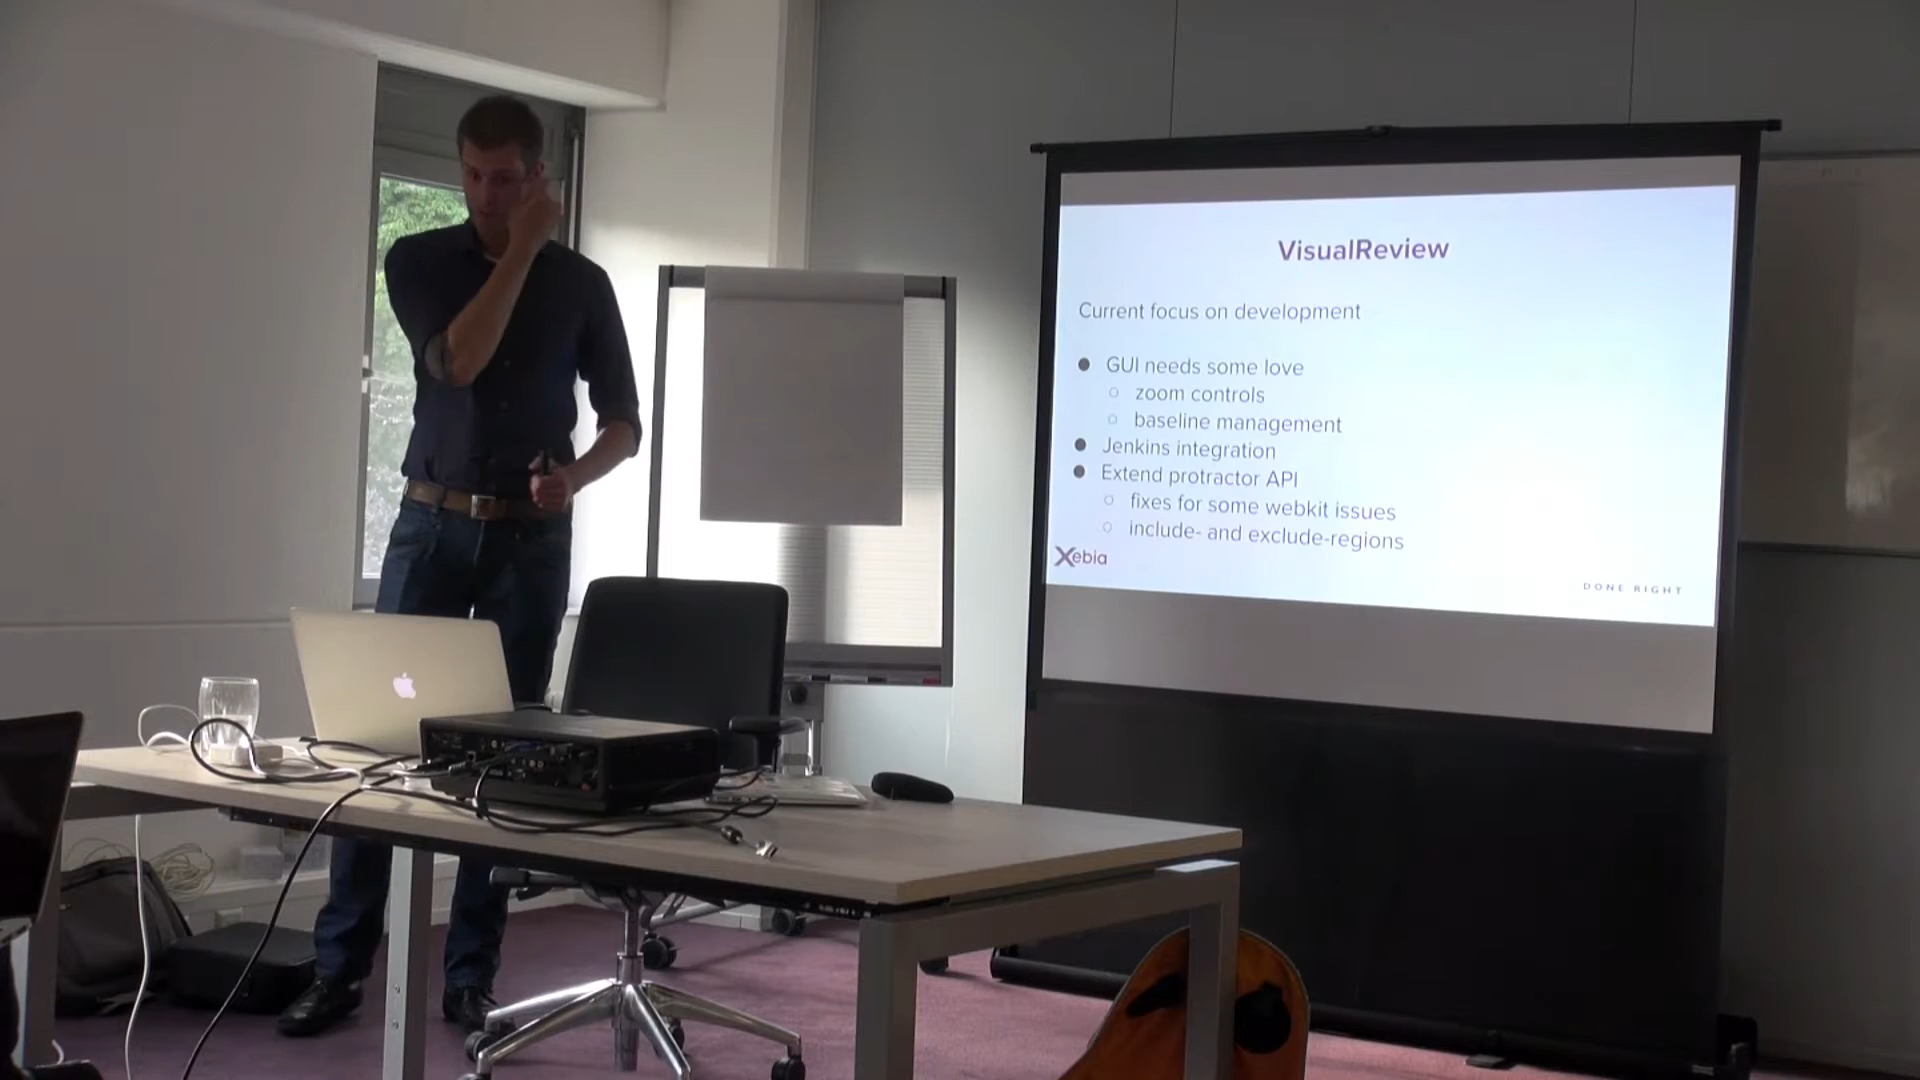 VisualReview
Current focus on development
GUI needs some love
zoom controls
baseline management
Jenkins integration
Extend protractor API
fixes for some webkit issues
include- and exclude-regions
Xebia
DONE RIGHT